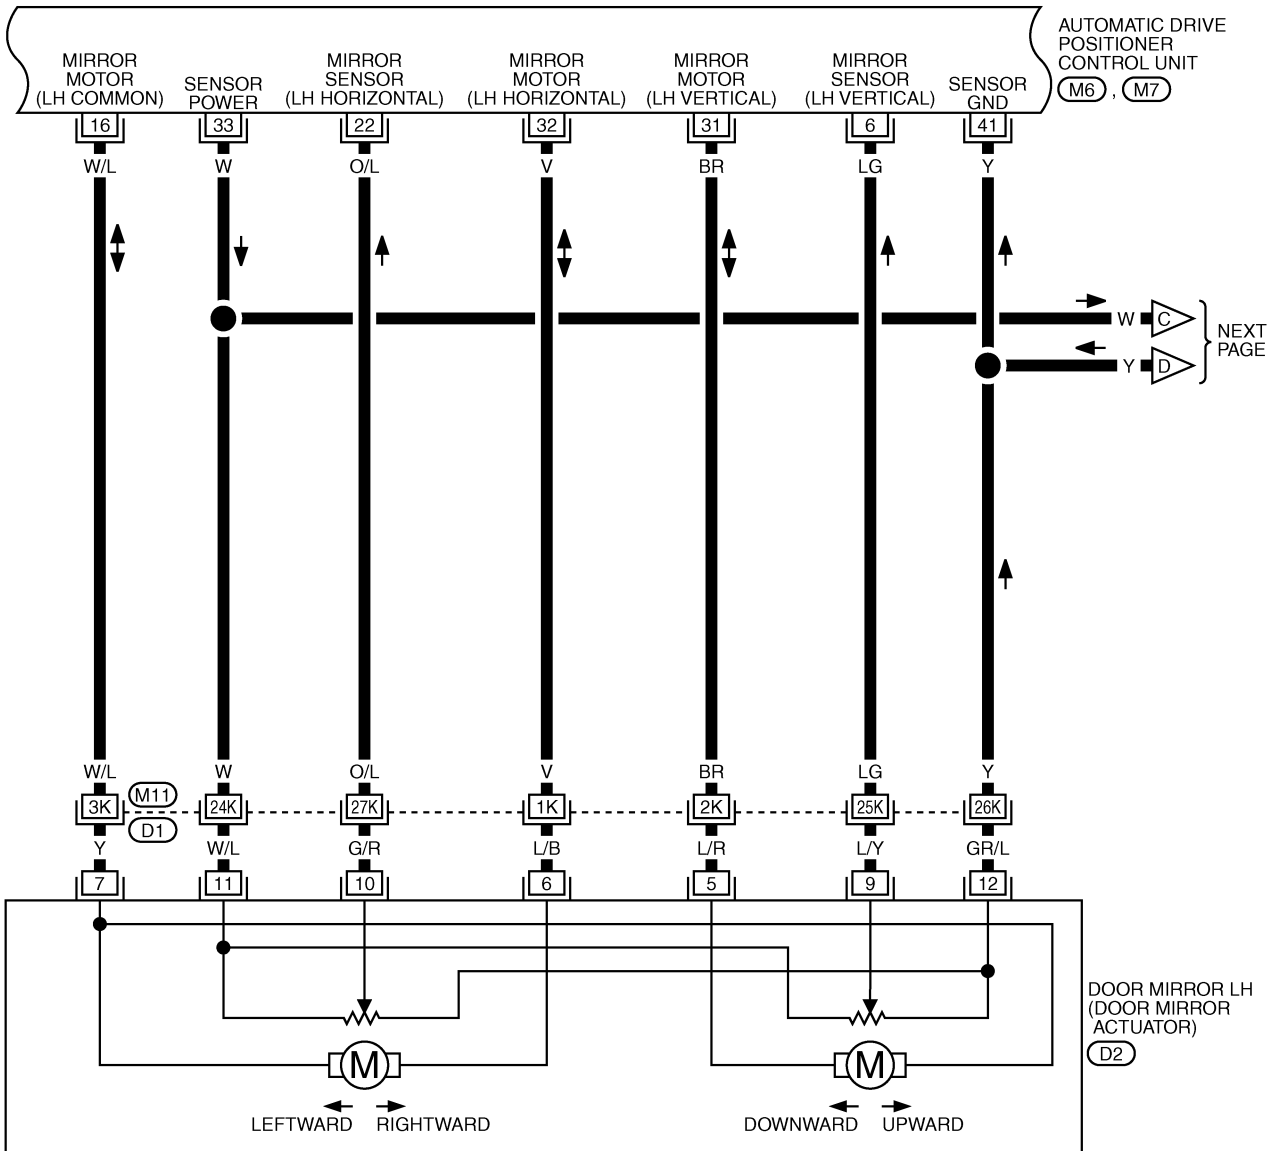 AUTOMATIC DRIVE
POSITIONER
CONTROL UNIT
M6 , M7
MIRROR
MOTOR
(LH COMMON)
SENSOR
POWER
MIRROR
SENSOR
(LH HORIZONTAL)
MIRROR
MOTOR
(LH HORIZONTAL)
MIRROR
MOTOR
(LH VERTICAL)
MIRROR
SENSOR
(LH VERTICAL)
SENSOR
GND
16 33 22 32 31 6 41
W/L W O/L V BR LG Y
W C
Y D
NEXT
PAGE
W/L W O/L V BR LG Y
M11
3K 24K 27K 1K 2K 25K 26K
D1
Y W/L G/R L/B L/R L/Y GR/L
7 11 10 6 5 9 12
DOOR MIRROR LH
(DOOR MIRROR
ACTUATOR)
D2
M M
LEFTWARD RIGHTWARD DOWNWARD UPWARD